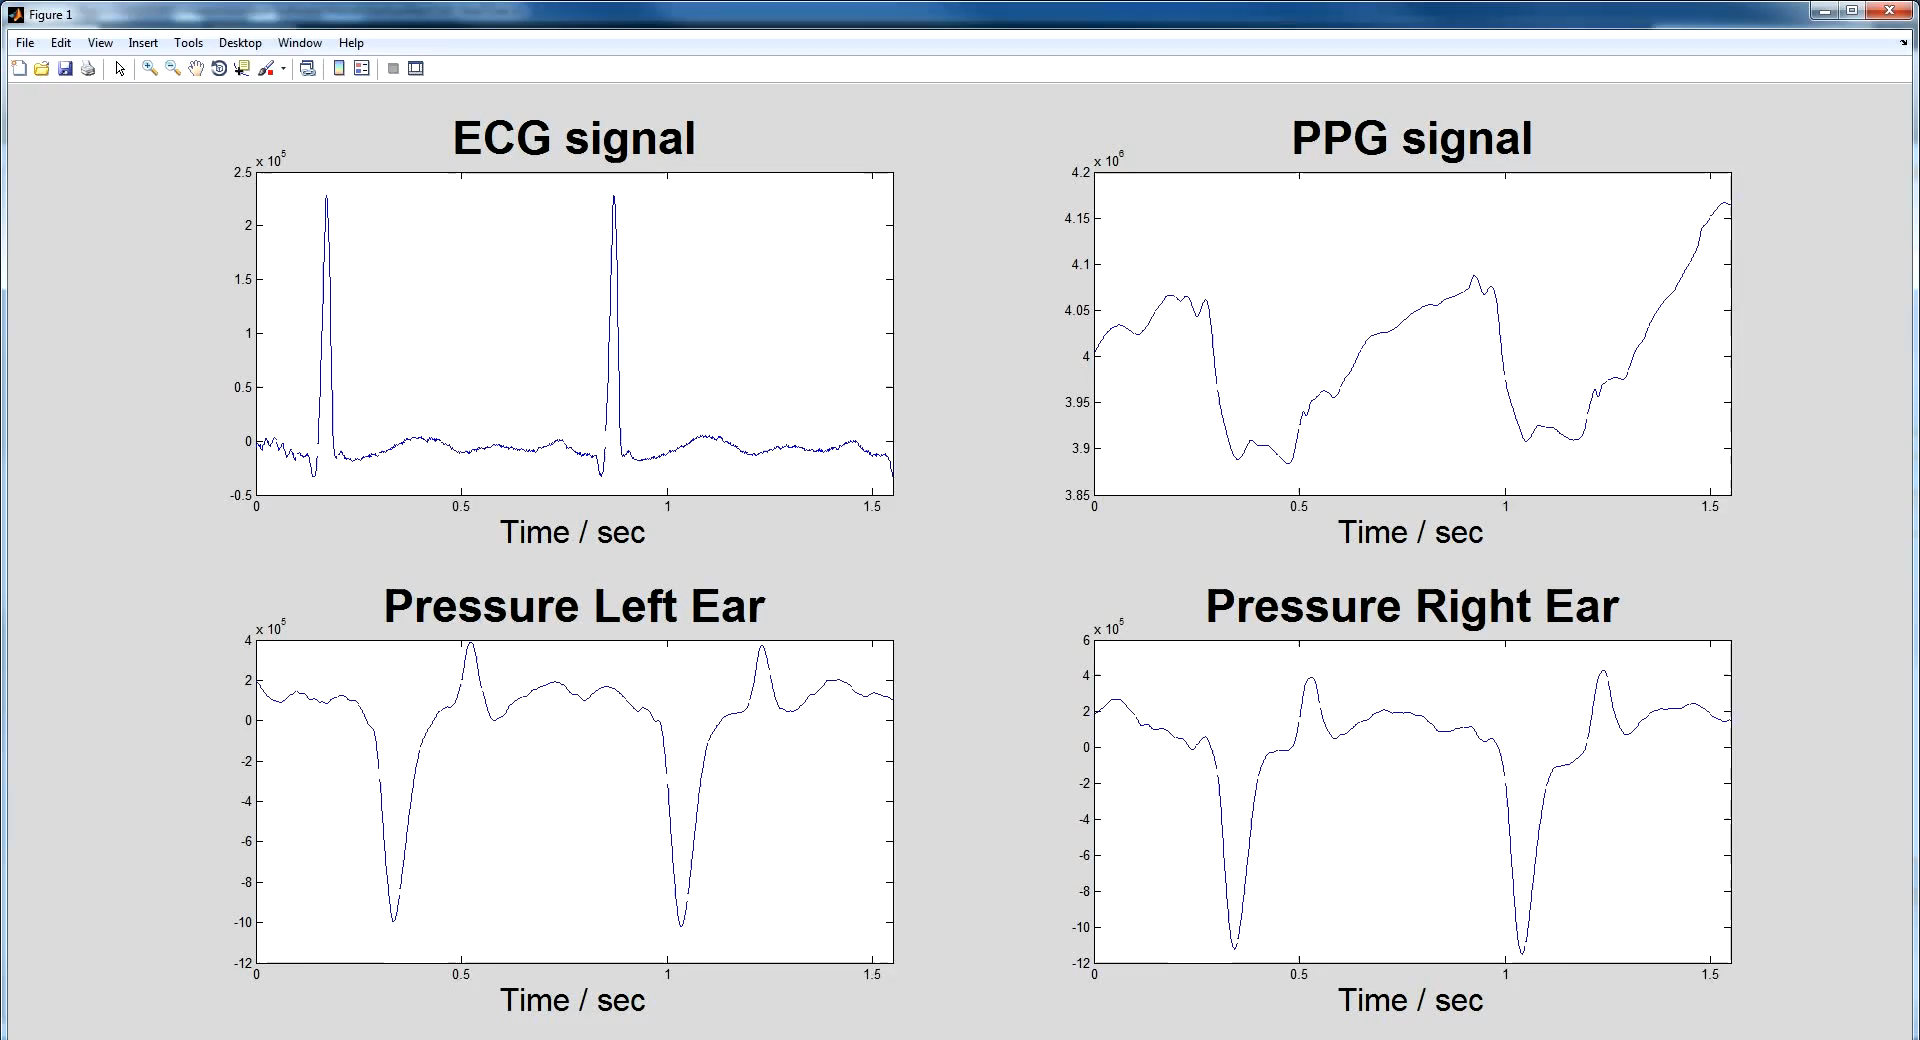 Figure 1
File Edit View Insert Tools Desktop Window Help
ECG signal
x 10^5
2.5
2
1.5
1
0.5
0
-0.5
0 0.5 1 1.5
Time / sec
PPG signal
x 10^6
4.2
4.15
4.1
4.05
4
3.95
3.9
3.85
0 0.5 1 1.5
Time / sec
Pressure Left Ear
x 10^5
4
2
0
-2
-4
-6
-8
-10
-12
0 0.5 1 1.5
Time / sec
Pressure Right Ear
x 10^5
6
4
2
0
-2
-4
-6
-8
-10
-12
0 0.5 1 1.5
Time / sec